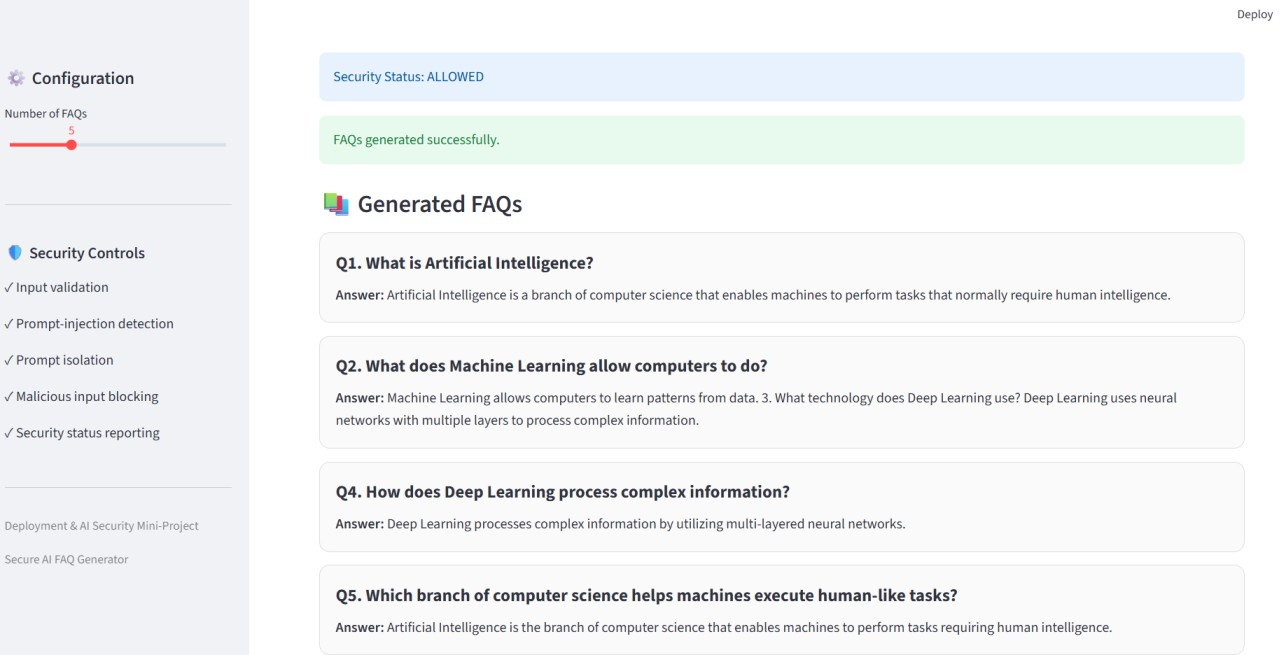 Deploy
Configuration
Number of FAQs
5
Security Controls
✓ Input validation
✓ Prompt-injection detection
✓ Prompt isolation
✓ Malicious input blocking
✓ Security status reporting
Deployment & AI Security Mini-Project
Secure AI FAQ Generator
Security Status: ALLOWED
FAQs generated successfully.
Generated FAQs
Q1. What is Artificial Intelligence?
Answer: Artificial Intelligence is a branch of computer science that enables machines to perform tasks that normally require human intelligence.
Q2. What does Machine Learning allow computers to do?
Answer: Machine Learning allows computers to learn patterns from data. 3. What technology does Deep Learning use? Deep Learning uses neural
networks with multiple layers to process complex information.
Q4. How does Deep Learning process complex information?
Answer: Deep Learning processes complex information by utilizing multi-layered neural networks.
Q5. Which branch of computer science helps machines execute human-like tasks?
Answer: Artificial Intelligence is the branch of computer science that enables machines to perform tasks requiring human intelligence.